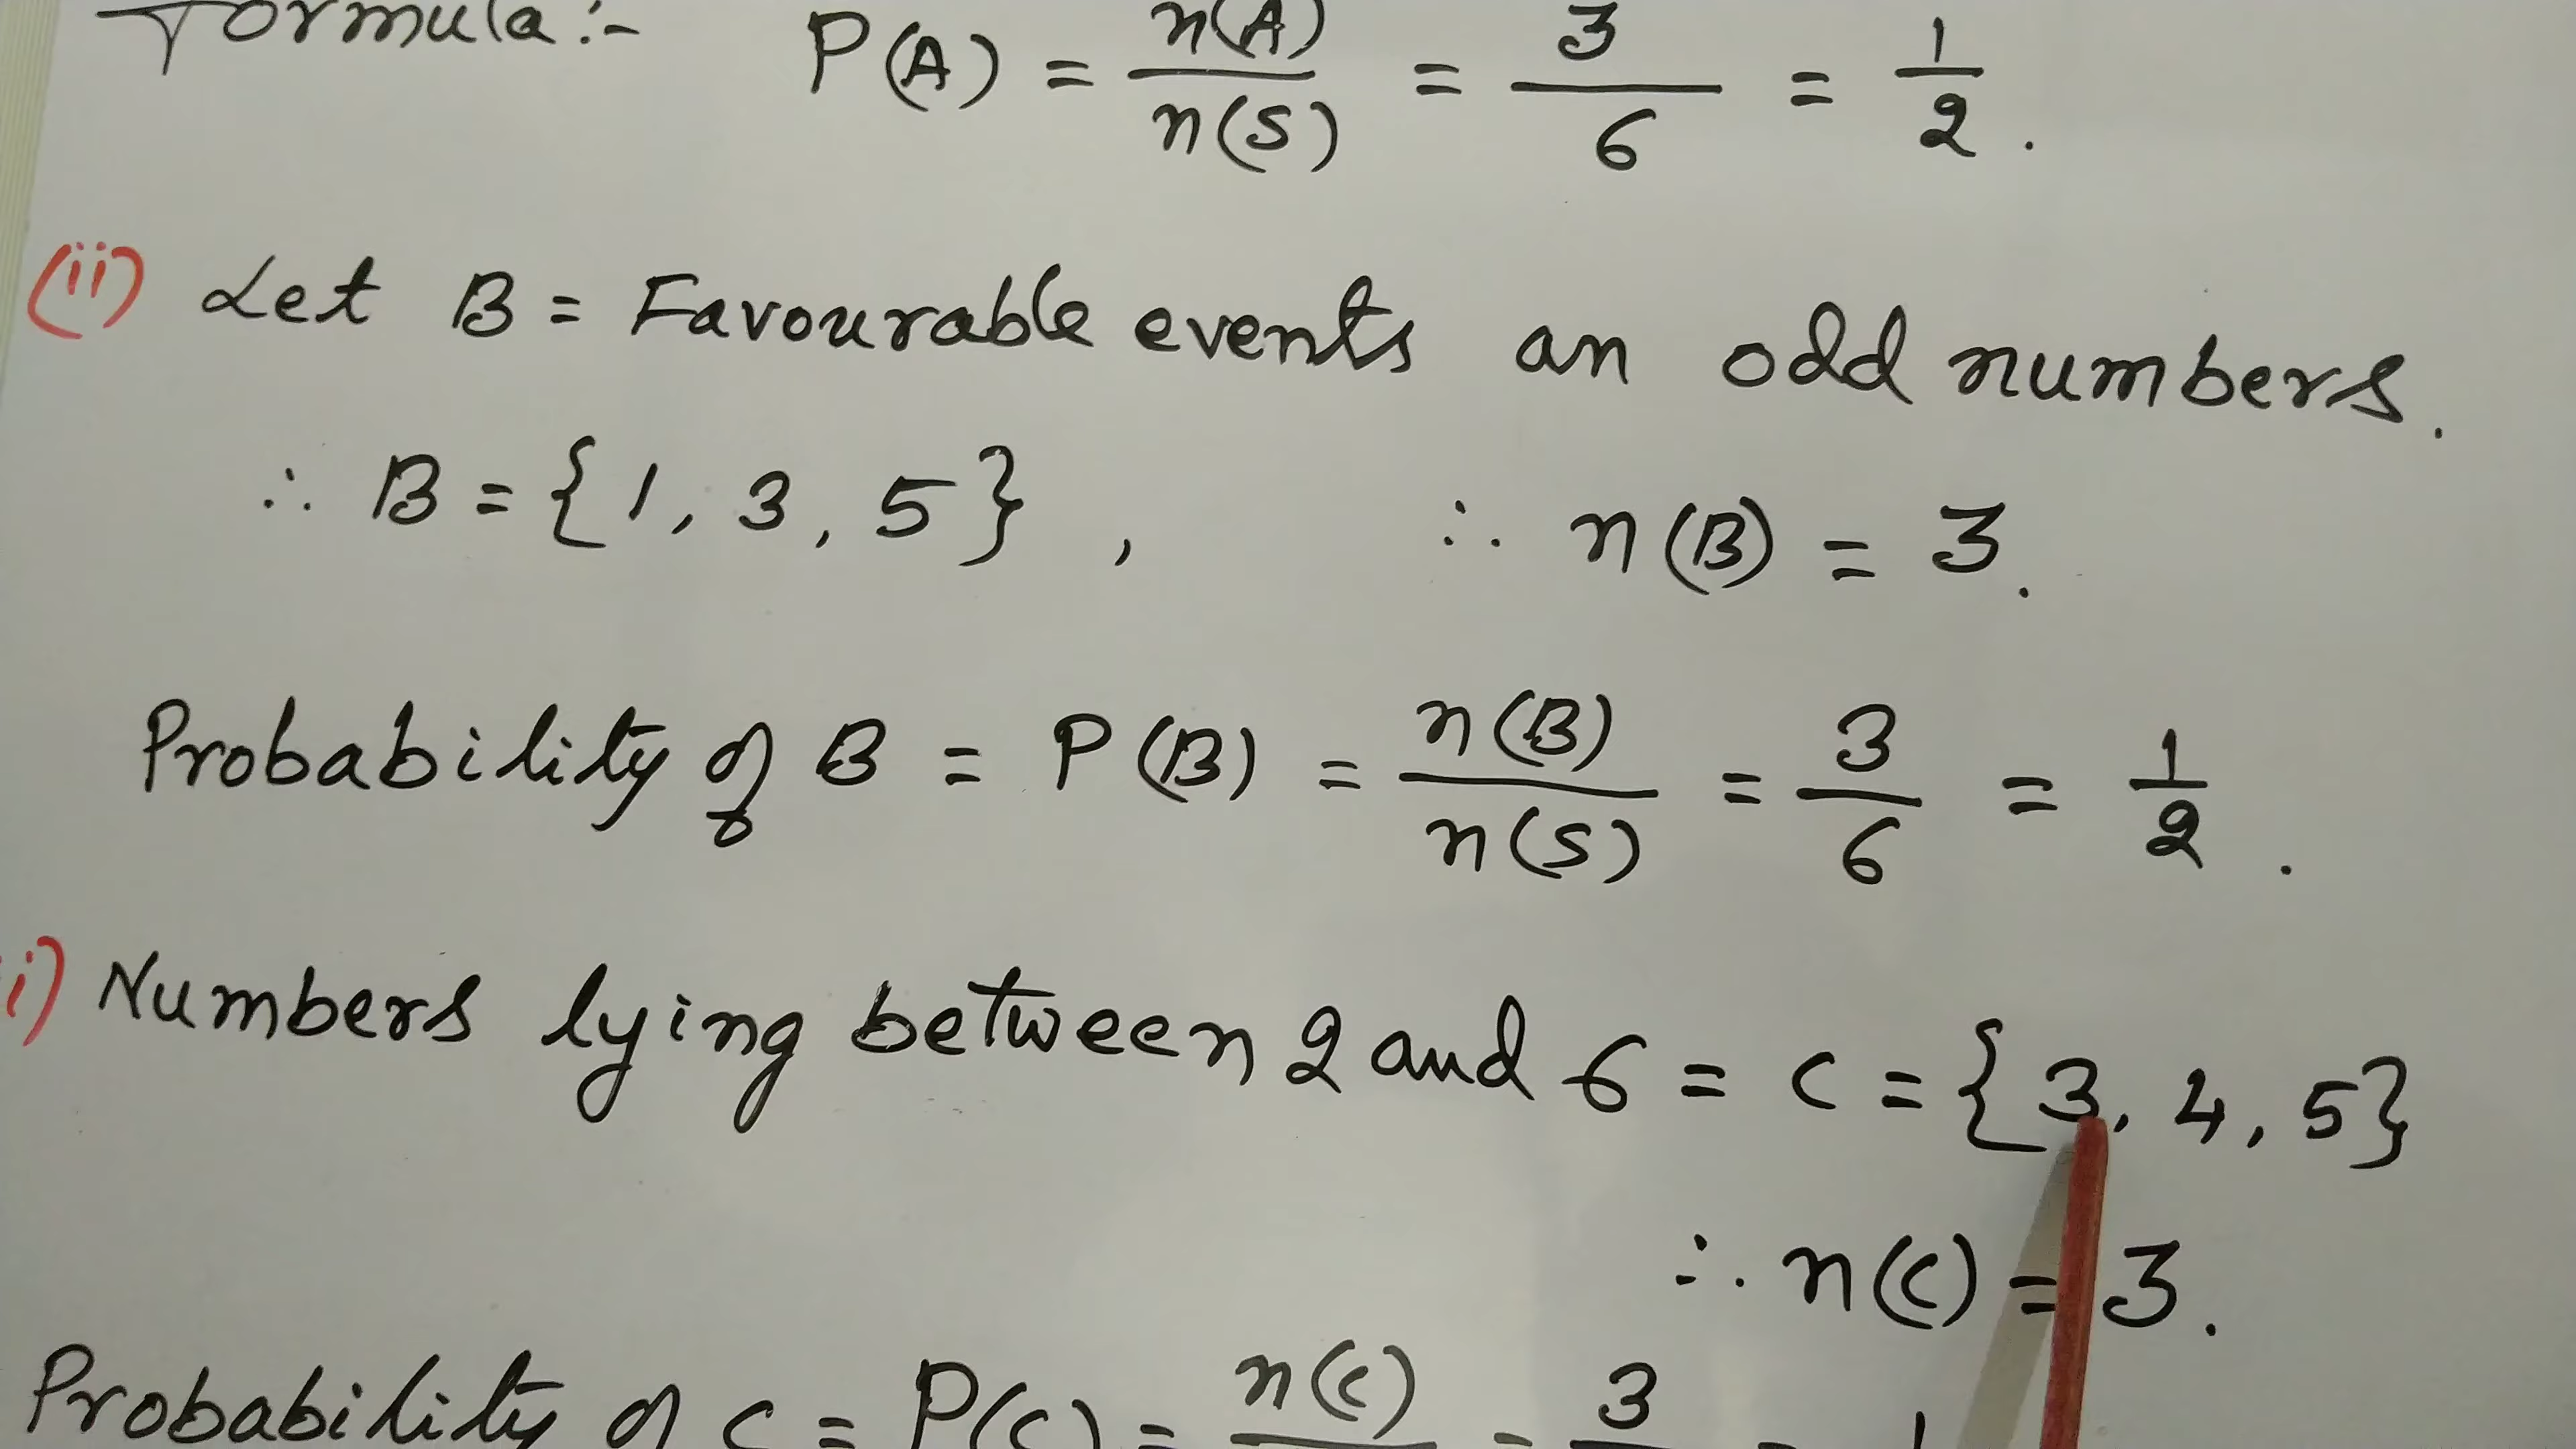 Formula:- P(A) = n(A)/n(S) = 3/6 = 1/2.
(ii) Let B = Favourable events an odd numbers.
∴ B = {1, 3, 5}, ∴ n(B) = 3.
Probability of B = P(B) = n(B)/n(S) = 3/6 = 1/2.
i) Numbers lying between 2 and 6 = C = {3, 4, 5}
∴ n(C) = 3.
Probability of C = P(C) = n(C) = 3 = 1